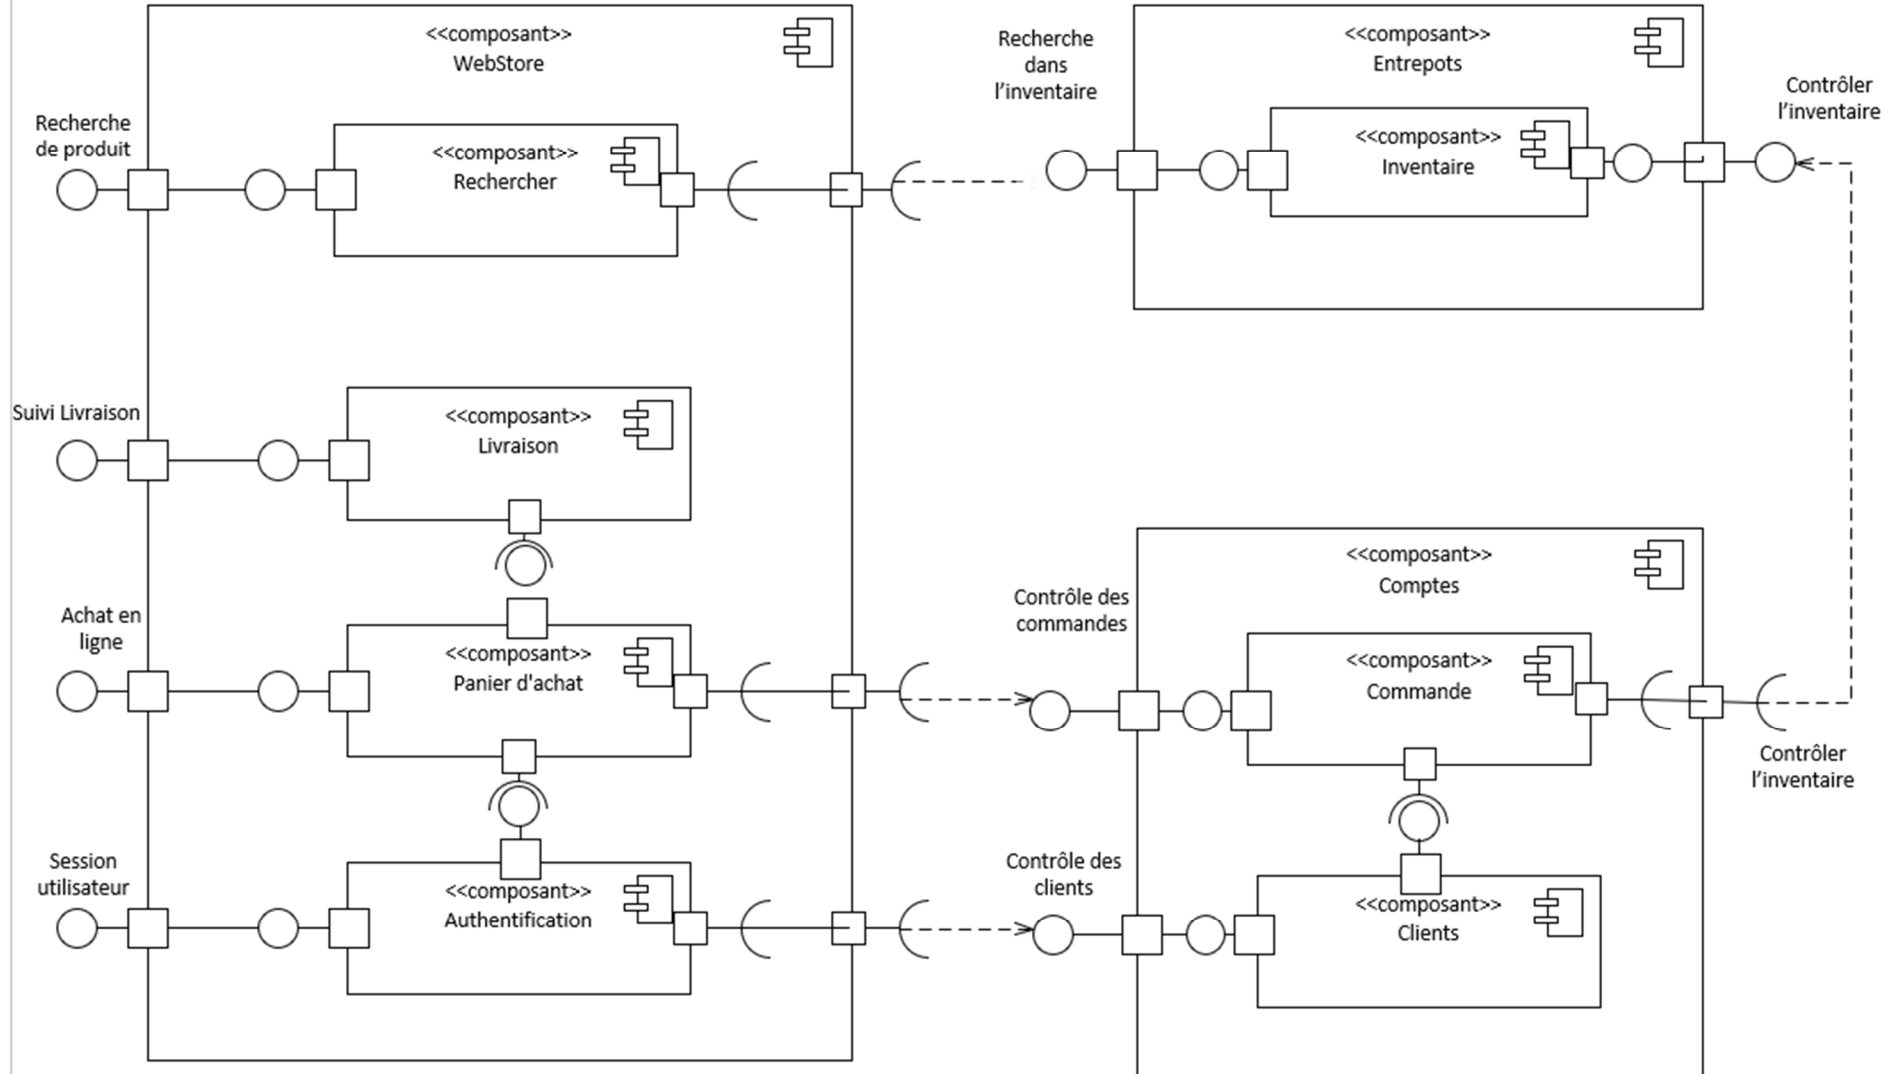 <<composant>>
WebStore
Recherche
de produit
<<composant>>
Rechercher
Recherche
dans
l'inventaire
<<composant>>
Entrepots
<<composant>>
Inventaire
Contrôler
l'inventaire
Suivi Livraison
<<composant>>
Livraison
Achat en
ligne
<<composant>>
Panier d'achat
Contrôle des
commandes
<<composant>>
Comptes
<<composant>>
Commande
Contrôler
l'inventaire
Session
utilisateur
<<composant>>
Authentification
Contrôle des
clients
<<composant>>
Clients